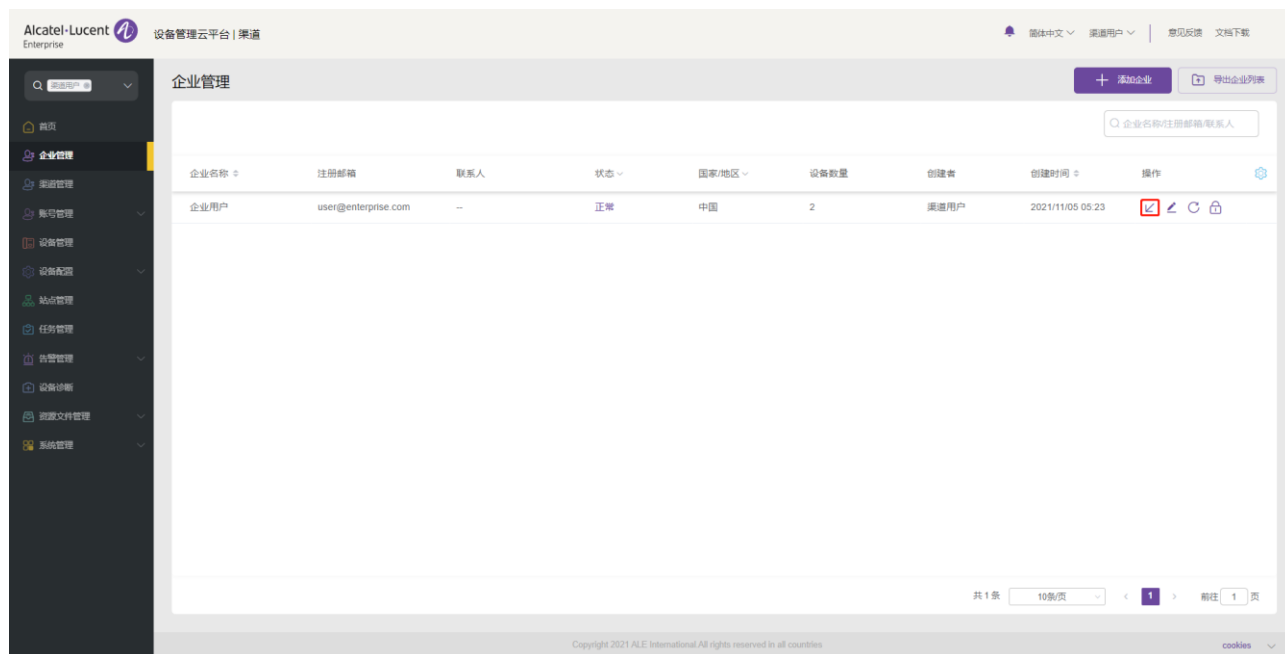 Alcatel·Lucent
Enterprise
设备管理云平台 | 渠道
简体中文
渠道用户
意见反馈
文档下载
渠道用户
首页
企业管理
渠道管理
账号管理
设备管理
设备配置
站点管理
任务管理
告警管理
设备诊断
资源文件管理
系统管理
企业管理
添加企业
导出企业列表
企业名称/注册邮箱/联系人
企业名称 注册邮箱 联系人 状态 国家/地区 设备数量 创建者 创建时间 操作
企业用户 user@enterprise.com -- 正常 中国 2 渠道用户 2021/11/05 05:23
共 1 条 10条/页 < 1 > 前往 1 页
Copyright 2021 ALE International.All rights reserved in all countries
cookies